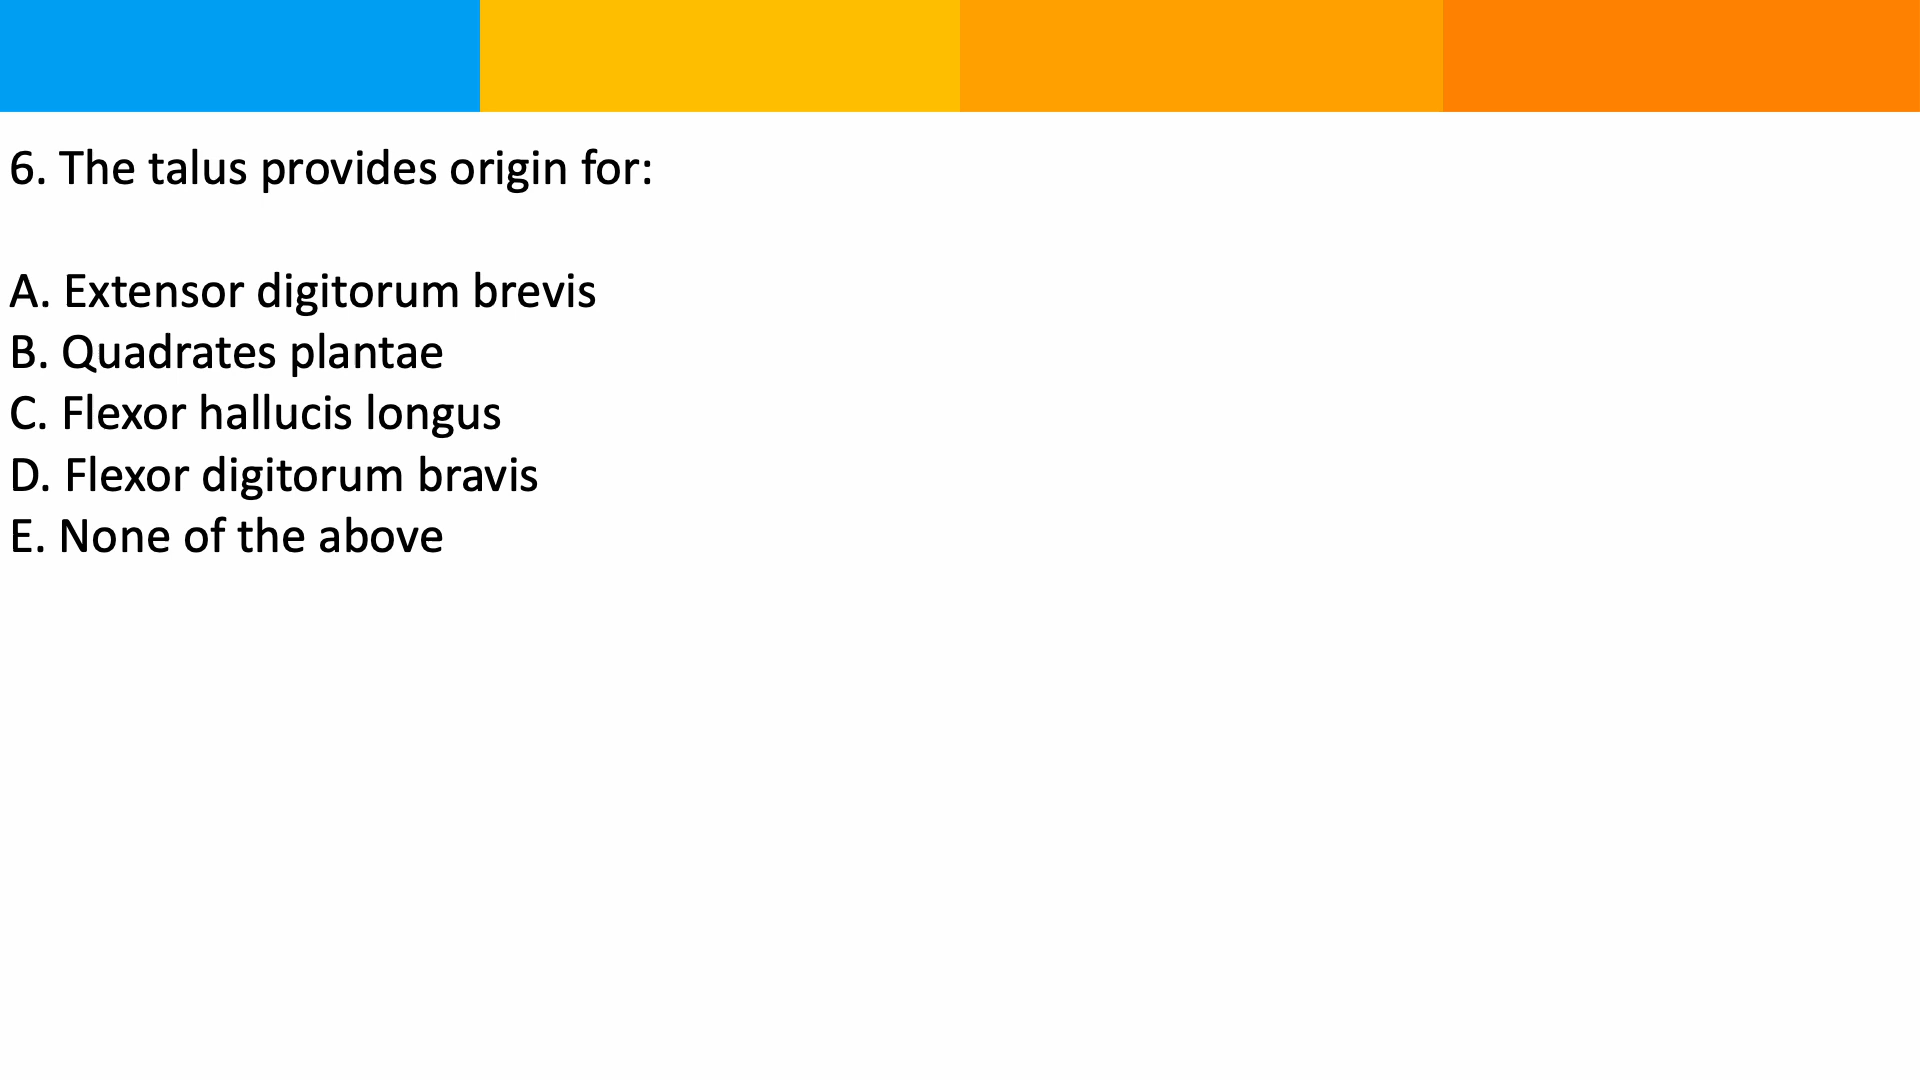 6. The talus provides origin for:
A. Extensor digitorum brevis
B. Quadrates plantae
C. Flexor hallucis longus
D. Flexor digitorum bravis
E. None of the above